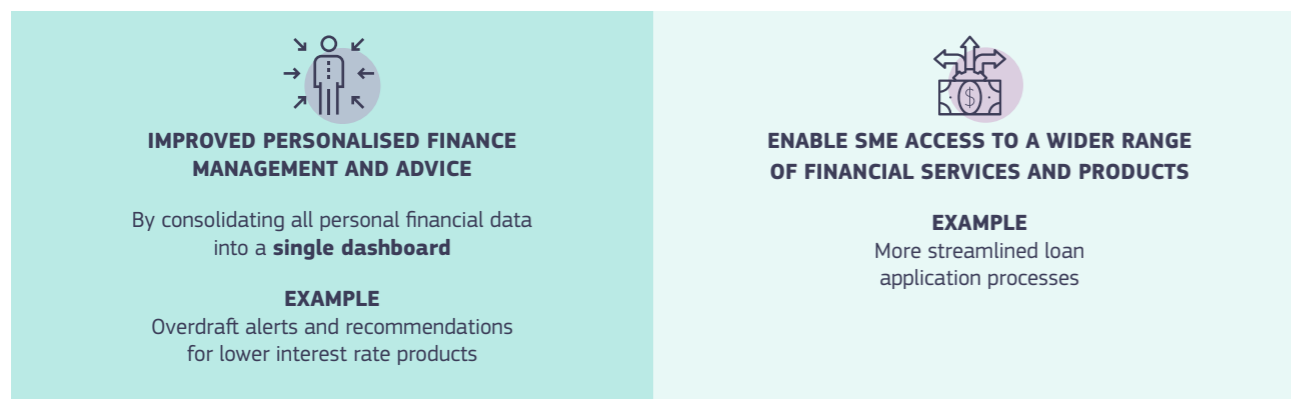 IMPROVED PERSONALISED FINANCE
MANAGEMENT AND ADVICE
By consolidating all personal financial data
into a single dashboard
EXAMPLE
Overdraft alerts and recommendations
for lower interest rate products
$
ENABLE SME ACCESS TO A WIDER RANGE
OF FINANCIAL SERVICES AND PRODUCTS
EXAMPLE
More streamlined loan
application processes